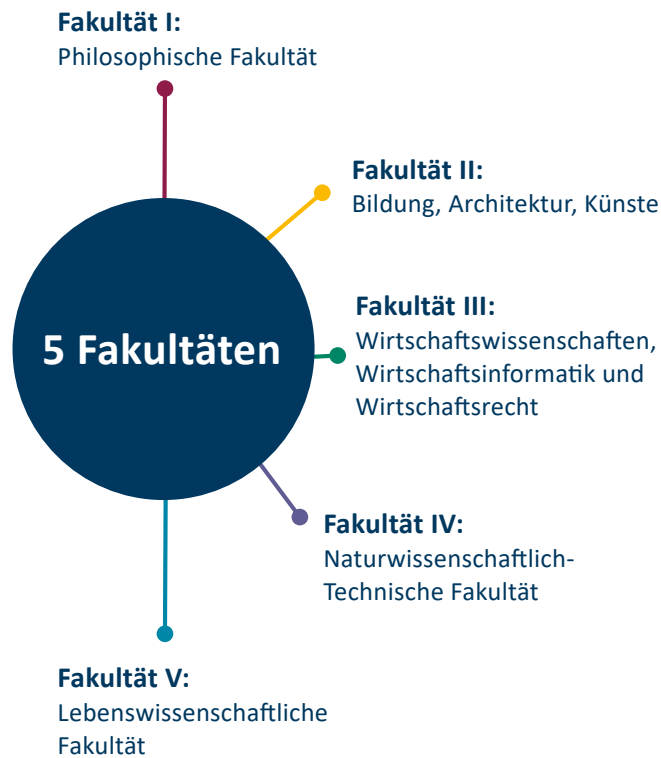 Fakultät I:
Philosophische Fakultät
Fakultät II:
Bildung, Architektur, Künste
5 Fakultäten
Fakultät III:
Wirtschaftswissenschaften,
Wirtschaftsinformatik und
Wirtschaftsrecht
Fakultät IV:
Naturwissenschaftlich-
Technische Fakultät
Fakultät V:
Lebenswissenschaftliche
Fakultät